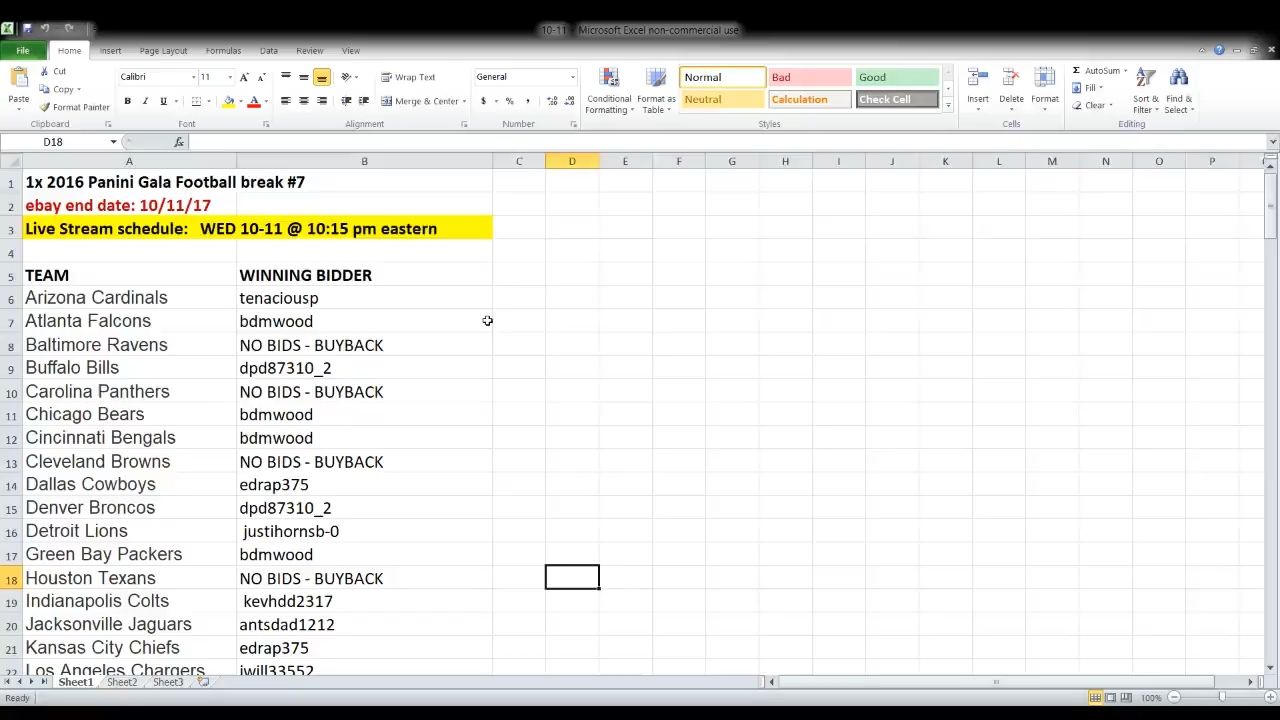 10-11 - Microsoft Excel non-commercial use
File Home Insert Page Layout Formulas Data Review View
Cut
Copy
Format Painter
Paste
Clipboard
Calibri 11
B I U
Font
Wrap Text
Merge & Center
Alignment
General
$ % ,
Number
Conditional Formatting
Format as Table
Normal Bad Good
Neutral Calculation Check Cell
Styles
Insert Delete Format
Cells
AutoSum
Fill
Clear
Sort & Filter
Find & Select
Editing
D18 fx
A B C D E F G H I J K L M N O P
1 1x 2016 Panini Gala Football break #7
2 ebay end date: 10/11/17
3 Live Stream schedule: WED 10-11 @ 10:15 pm eastern
4
5 TEAM WINNING BIDDER
6 Arizona Cardinals tenaciousp
7 Atlanta Falcons bdmwood
8 Baltimore Ravens NO BIDS - BUYBACK
9 Buffalo Bills dpd87310_2
10 Carolina Panthers NO BIDS - BUYBACK
11 Chicago Bears bdmwood
12 Cincinnati Bengals bdmwood
13 Cleveland Browns NO BIDS - BUYBACK
14 Dallas Cowboys edrap375
15 Denver Broncos dpd87310_2
16 Detroit Lions justihornsb-0
17 Green Bay Packers bdmwood
18 Houston Texans NO BIDS - BUYBACK
19 Indianapolis Colts kevhdd2317
20 Jacksonville Jaguars antsdad1212
21 Kansas City Chiefs edrap375
22 Los Angeles Chargers jwill33552
Sheet1 Sheet2 Sheet3
Ready 100%